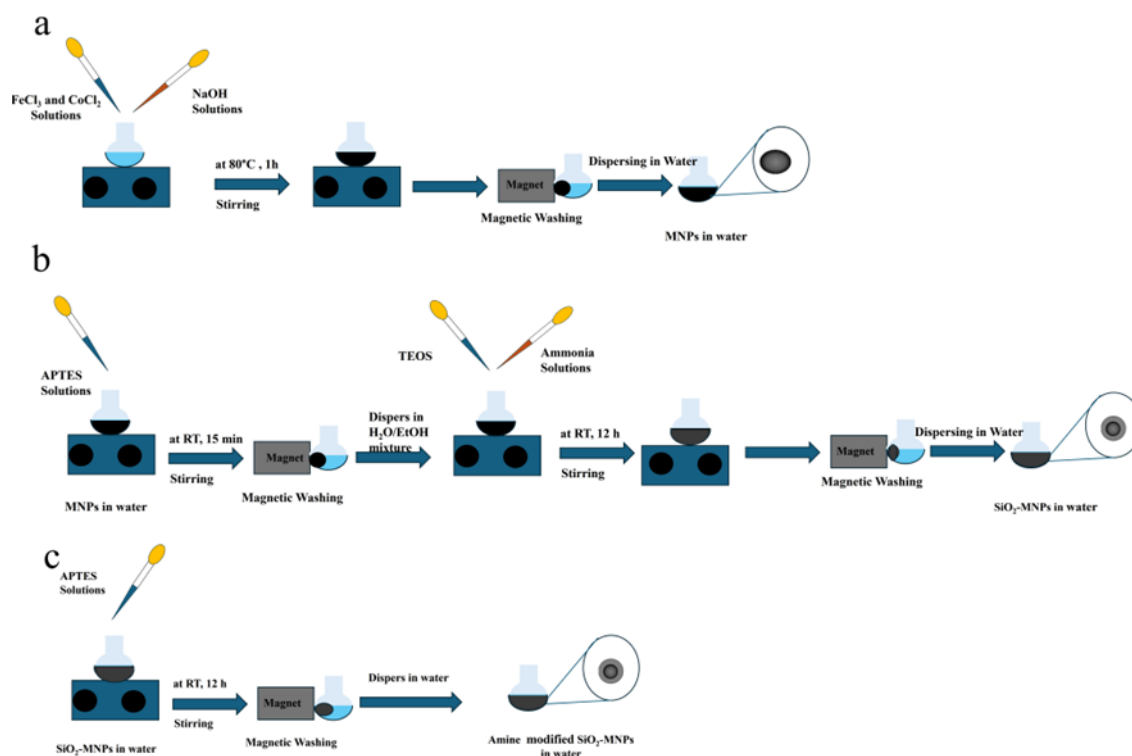 a
FeCl₃ and CoCl₂
Solutions
NaOH
Solutions
at 80°C , 1h
Stirring
Magnet
Magnetic Washing
Dispersing in Water
MNPs in water
b
APTES
Solutions
MNPs in water
at RT, 15 min
Stirring
Magnet
Magnetic Washing
Dispers in
H₂O/EtOH
mixture
TEOS
Ammonia
Solutions
at RT, 12 h
Stirring
Magnet
Magnetic Washing
Dispersing in Water
SiO₂-MNPs in water
c
APTES
Solutions
SiO₂-MNPs in water
at RT, 12 h
Stirring
Magnet
Magnetic Washing
Dispers in water
Amine modified SiO₂-MNPs
in water